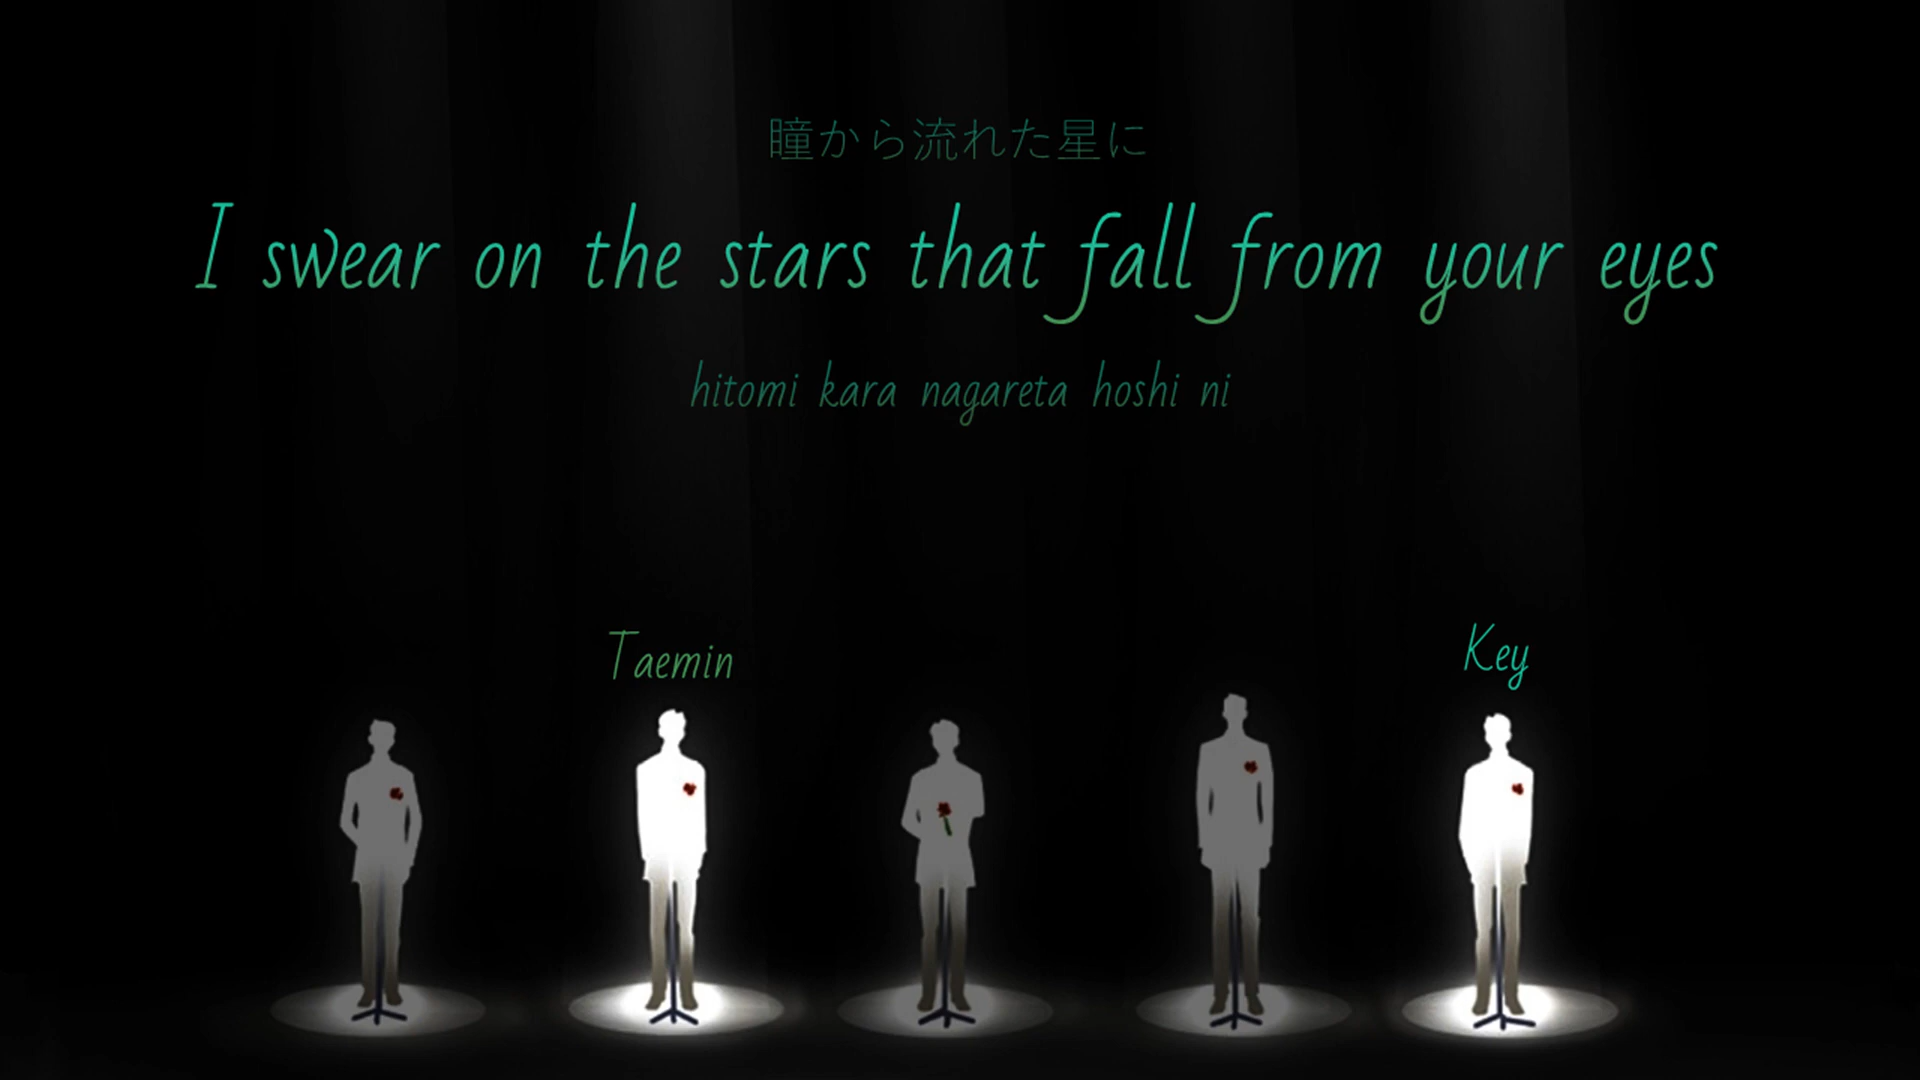 瞳から流れた星に
I swear on the stars that fall from your eyes
hitomi kara nagareta hoshi ni
Taemin
Key